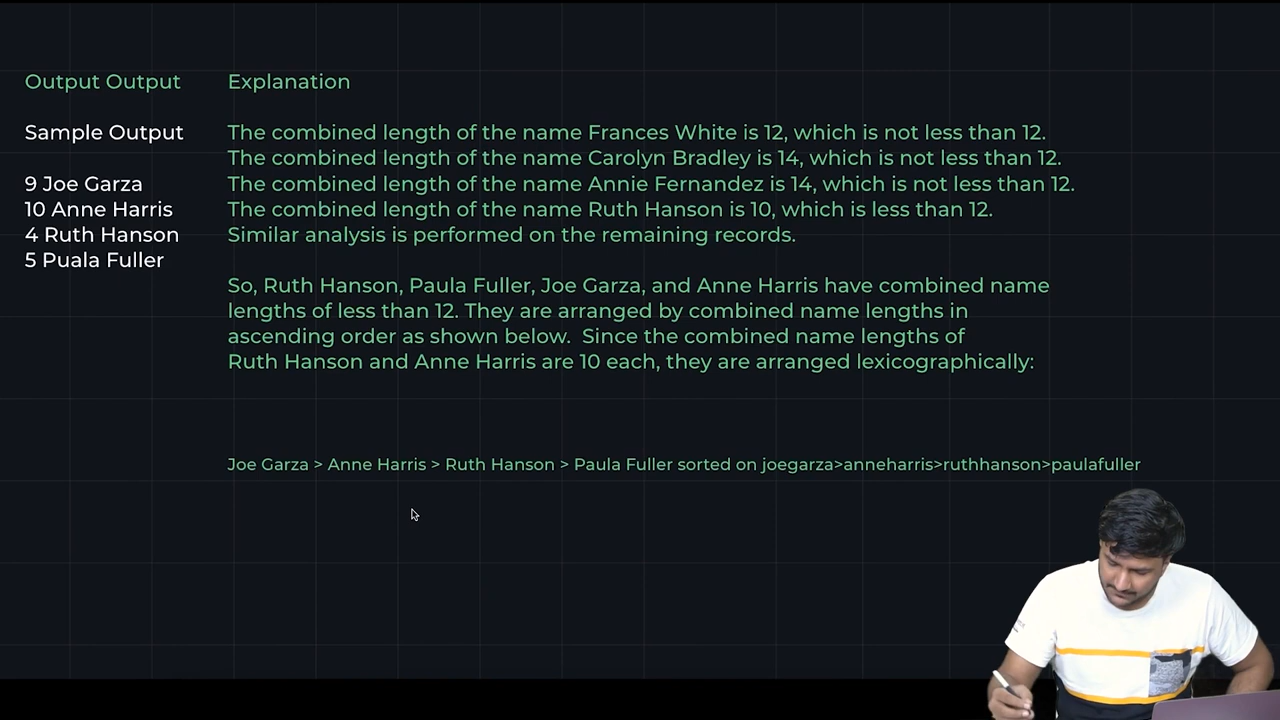 Output Output
Explanation
Sample Output
9 Joe Garza
10 Anne Harris
4 Ruth Hanson
5 Puala Fuller
The combined length of the name Frances White is 12, which is not less than 12.
The combined length of the name Carolyn Bradley is 14, which is not less than 12.
The combined length of the name Annie Fernandez is 14, which is not less than 12.
The combined length of the name Ruth Hanson is 10, which is less than 12.
Similar analysis is performed on the remaining records.
So, Ruth Hanson, Paula Fuller, Joe Garza, and Anne Harris have combined name
lengths of less than 12. They are arranged by combined name lengths in
ascending order as shown below.  Since the combined name lengths of
Ruth Hanson and Anne Harris are 10 each, they are arranged lexicographically:
Joe Garza > Anne Harris > Ruth Hanson > Paula Fuller sorted on joegarza>anneharris>ruthhanson>paulafuller